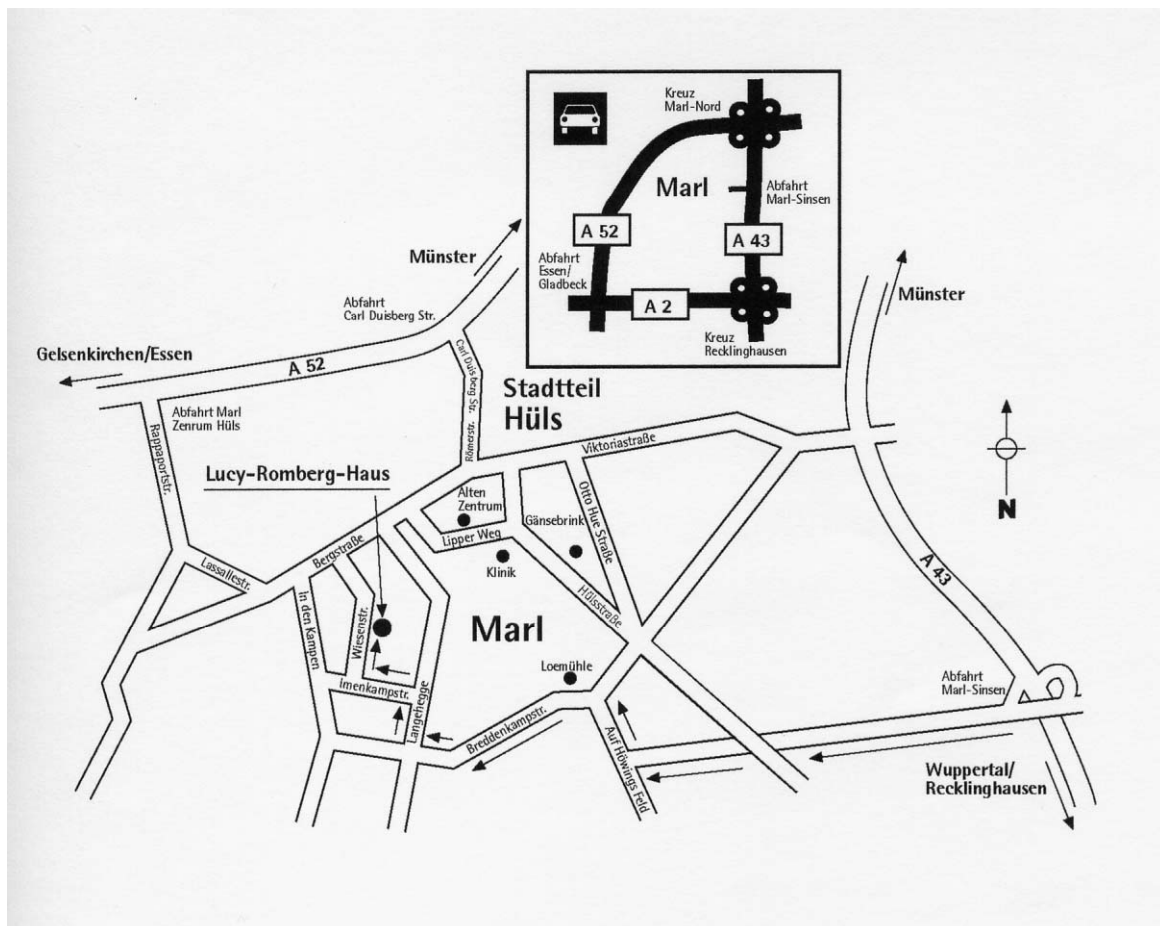 Kreuz
Marl-Nord
Marl
Abfahrt
Marl-Sinsen
A 52
A 43
Abfahrt
Essen/
Gladbeck
A 2
Kreuz
Recklinghausen
Münster
Münster
Abfahrt
Carl Duisberg Str.
Gelsenkirchen/Essen
A 52
Carl Duisberg Str.
Römerstr.
Stadtteil
Hüls
Abfahrt Marl
Zenrum Hüls
Rappaportstr.
Viktoriastraße
Lucy-Romberg-Haus
Alten
Zentrum
Gänsebrink
Otto Hue Straße
N
Lipper Weg
Bergstraße
Klinik
Lassallestr.
A 43
Hülsstraße
In den Kampen
Wiesenstr.
Marl
Loemühle
Abfahrt
Marl-Sinsen
Imenkampstr.
Langehegge
Breddenkampstr.
Auf Höwings Feld
Wuppertal/
Recklinghausen